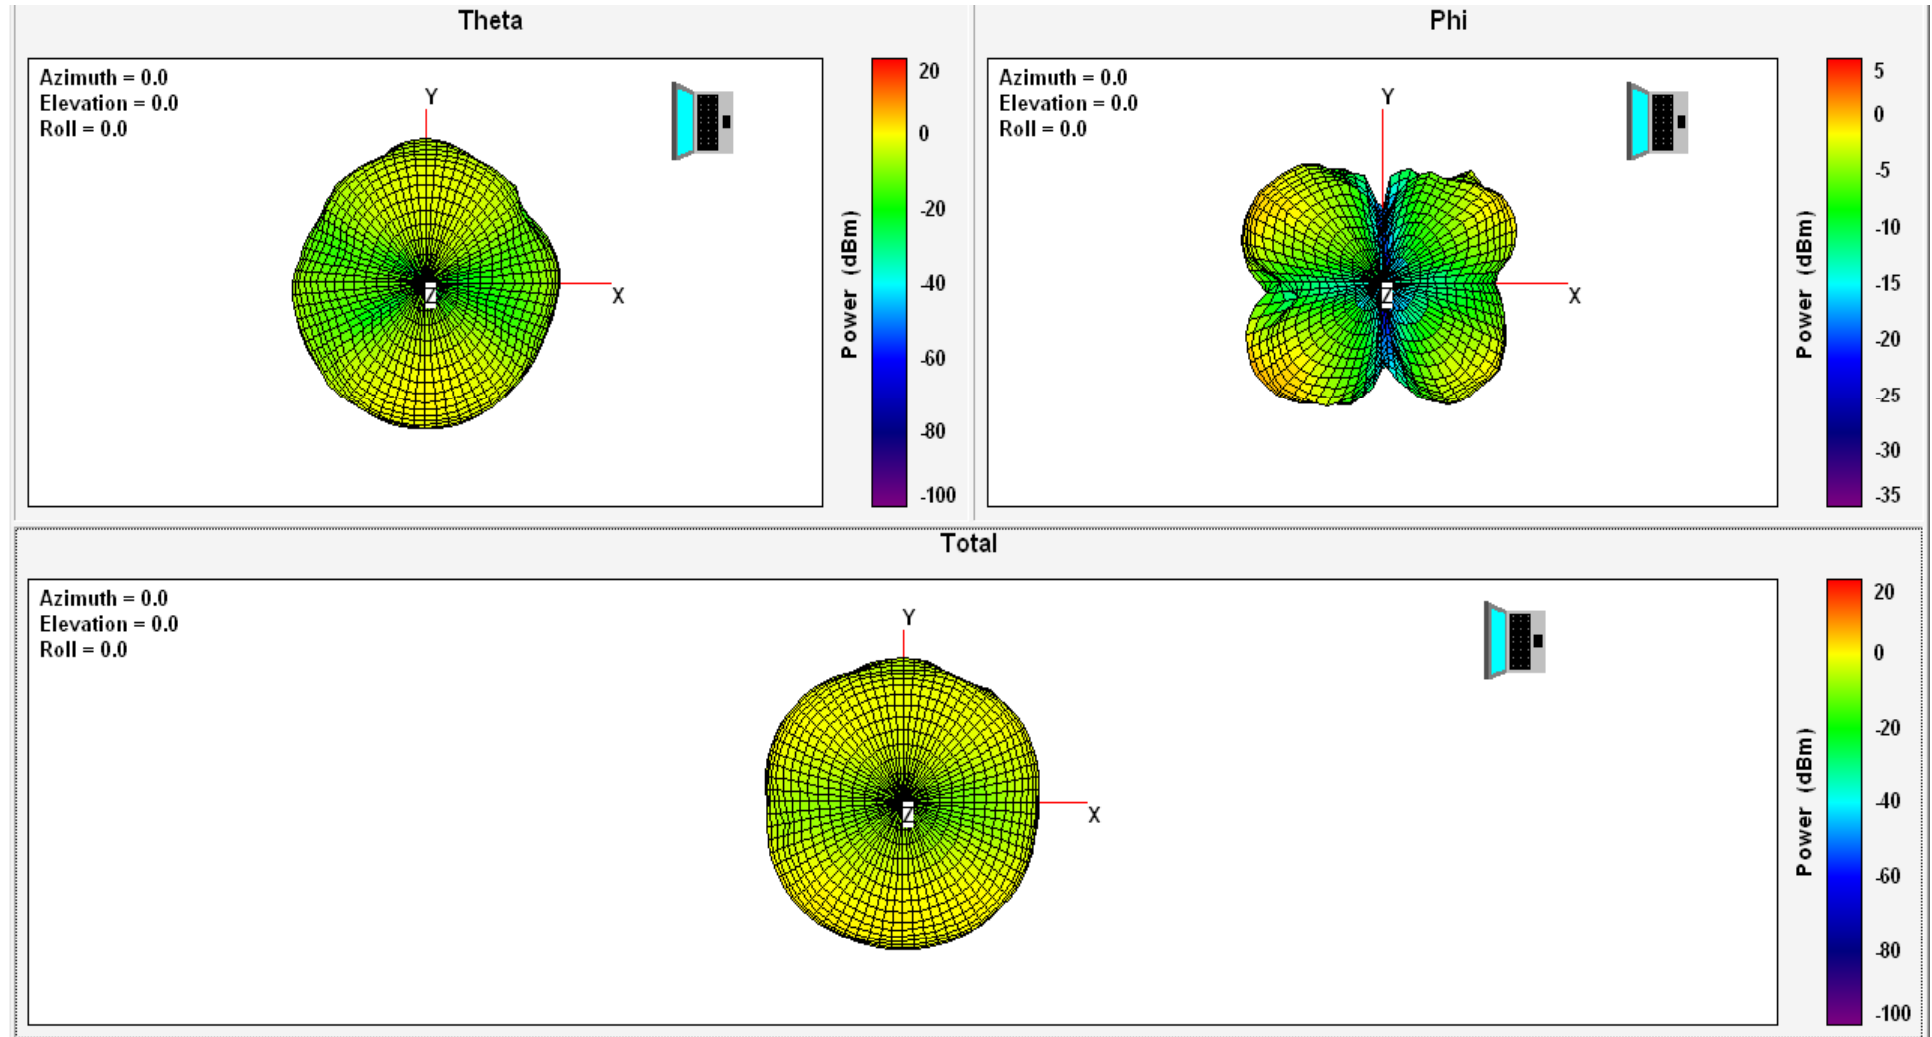 Theta
Azimuth = 0.0
Elevation = 0.0
Roll = 0.0
Y
X
Z
Power (dBm)
20
0
-20
-40
-60
-80
-100
Phi
Azimuth = 0.0
Elevation = 0.0
Roll = 0.0
Y
X
Z
Power (dBm)
5
0
-5
-10
-15
-20
-25
-30
-35
Total
Azimuth = 0.0
Elevation = 0.0
Roll = 0.0
Y
X
Z
Power (dBm)
20
0
-20
-40
-60
-80
-100